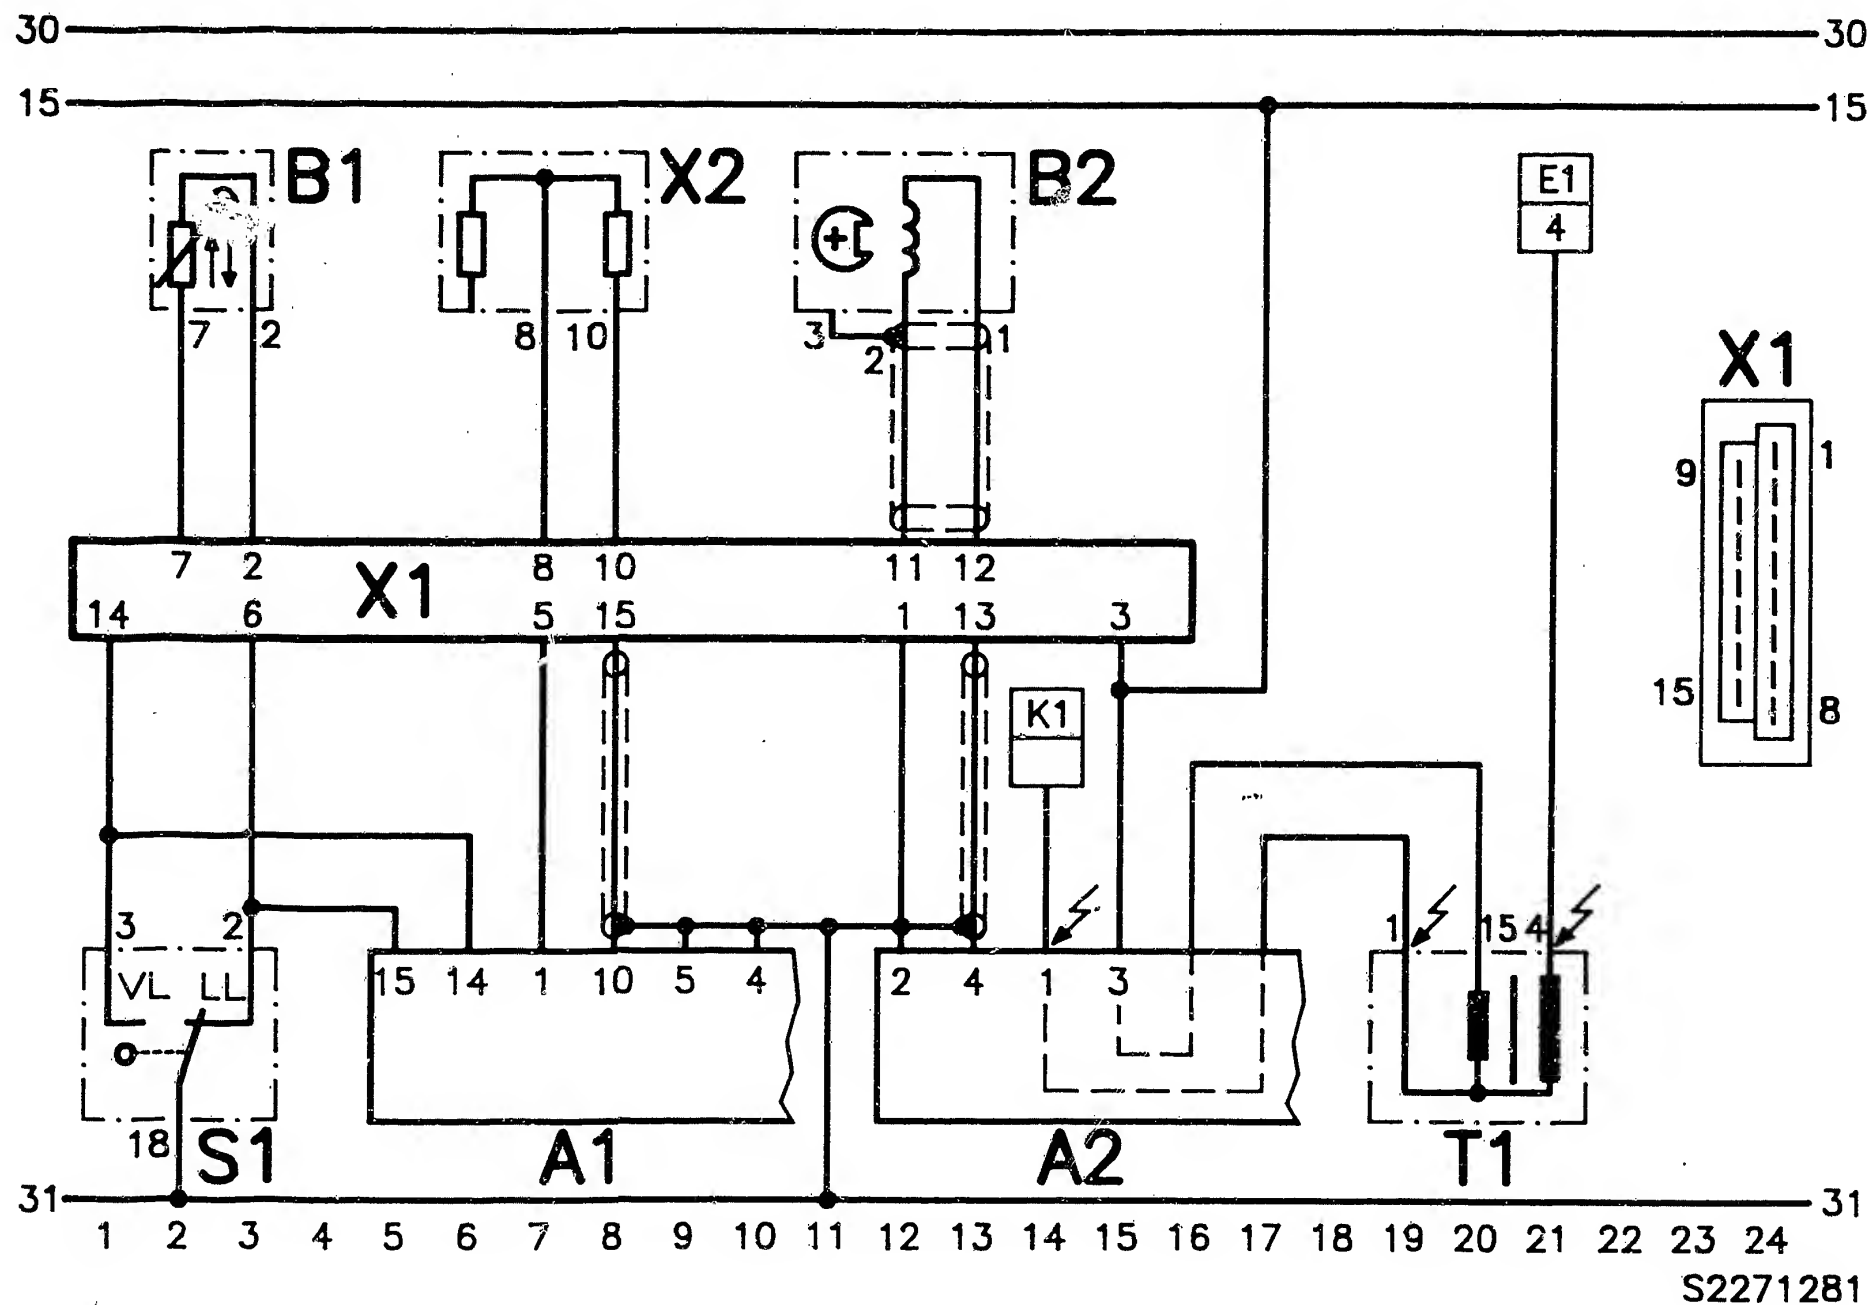 30 30
15 15
B1 X2 B2 E1
4
7 2 8 10 3 2 1
X1
9 1
15 8
7 2 8 10 11 12
X1
14 6 5 15 1 13 3
K1
3 2 1 15 4
VL LL 15 14 1 10 5 4 2 4 1 3
18 S1 A1 A2 T1
31 31
1 2 3 4 5 6 7 8 9 10 11 12 13 14 15 16 17 18 19 20 21 22 23 24
S2271281